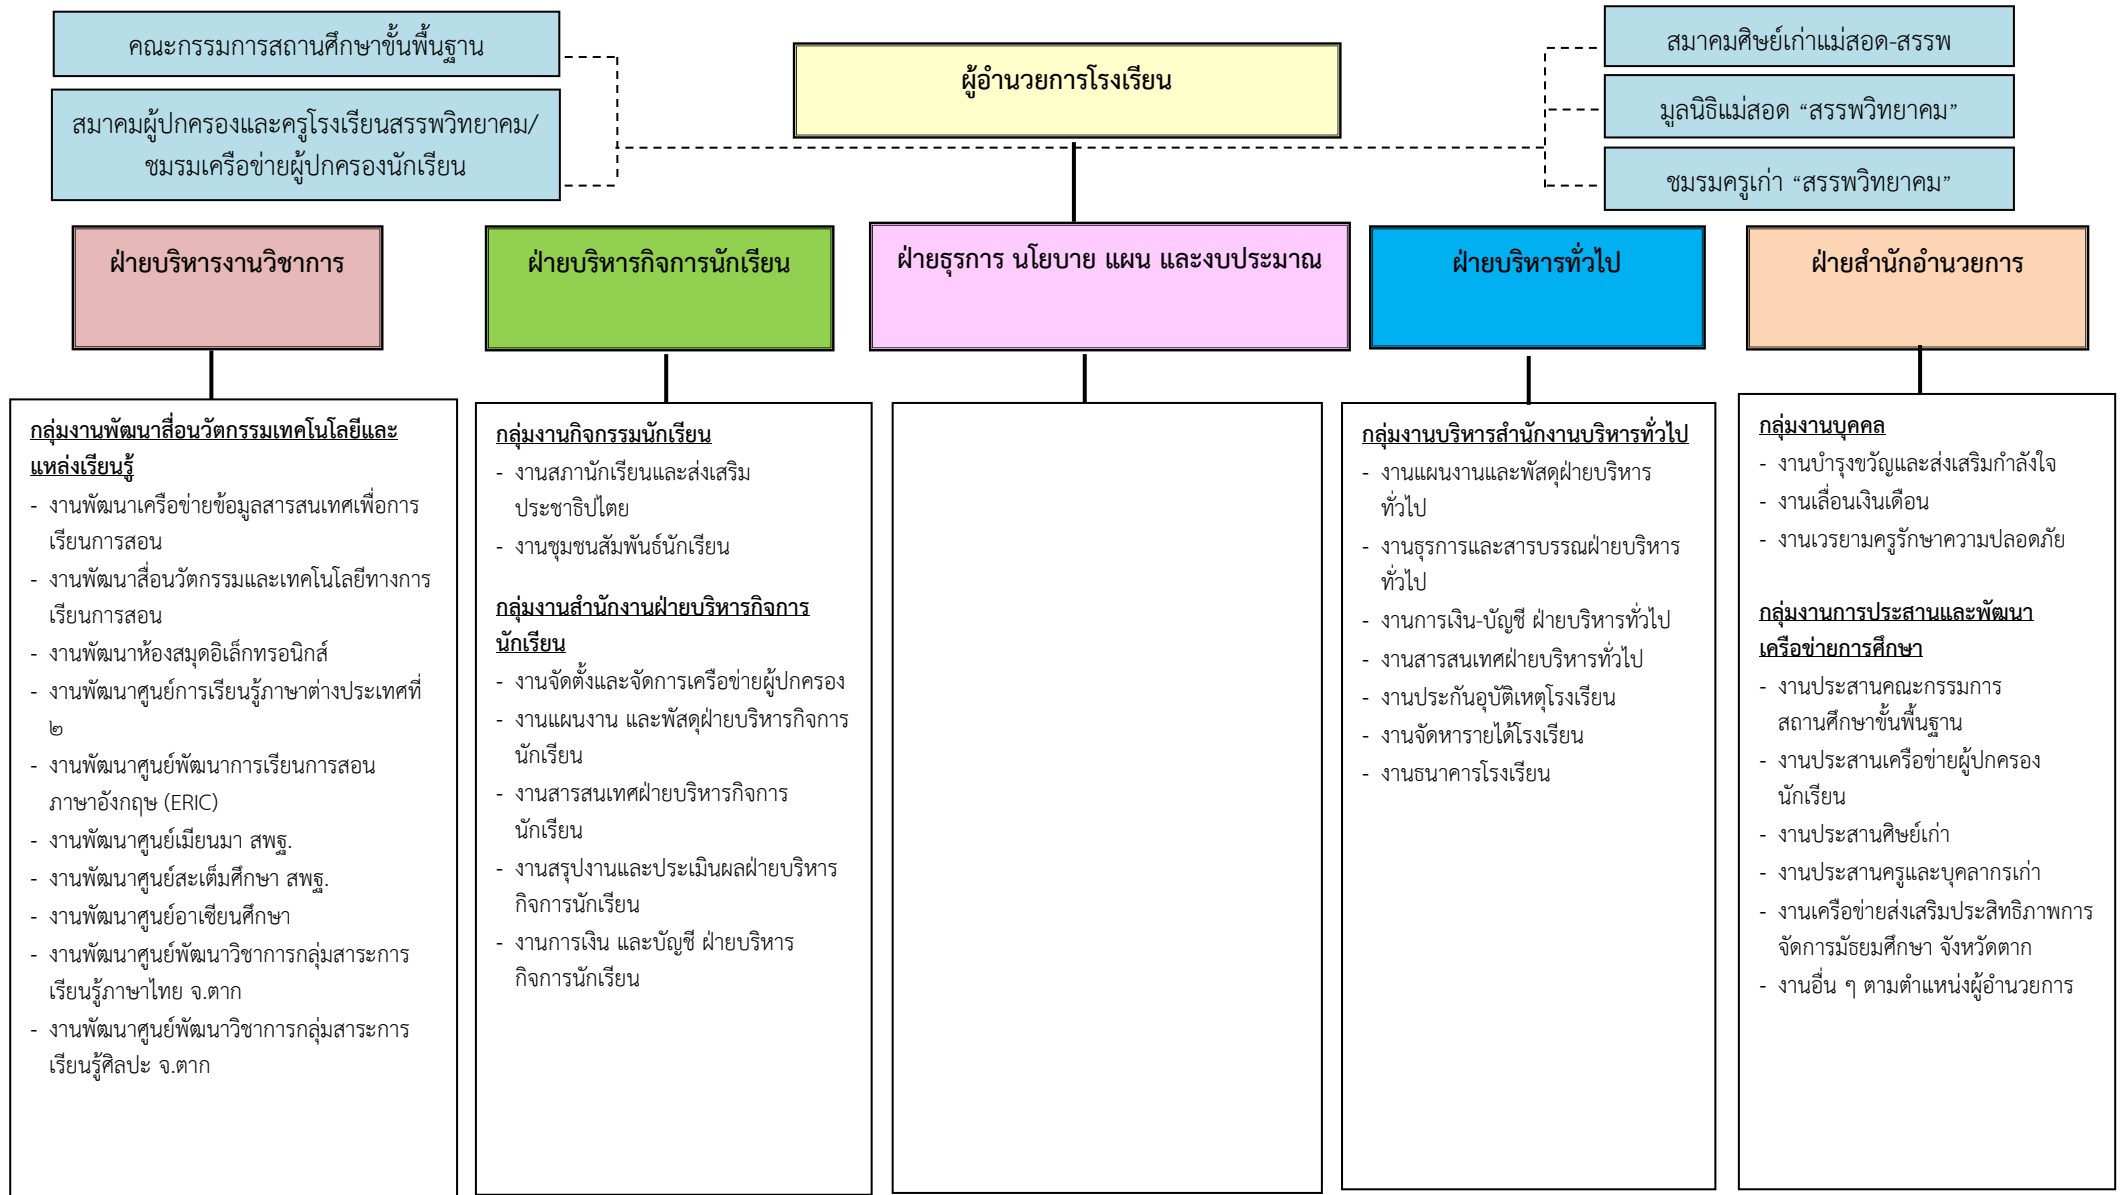 คณะกรรมการสถานศึกษาขั้นพื้นฐาน
สมาคมผู้ปกครองและครูโรงเรียนสรรพวิทยาคม/
ชมรมเครือข่ายผู้ปกครองนักเรียน
ผู้อำนวยการโรงเรียน
สมาคมศิษย์เก่าแม่สอด-สรรพ
มูลนิธิแม่สอด “สรรพวิทยาคม”
ชมรมครูเก่า “สรรพวิทยาคม”
ฝ่ายบริหารงานวิชาการ
ฝ่ายบริหารกิจการนักเรียน
ฝ่ายธุรการ นโยบาย แผน และงบประมาณ
ฝ่ายบริหารทั่วไป
ฝ่ายสำนักอำนวยการ
กลุ่มงานพัฒนาสื่อนวัตกรรมเทคโนโลยีและ
แหล่งเรียนรู้
- งานพัฒนาเครือข่ายข้อมูลสารสนเทศเพื่อการ
เรียนการสอน
- งานพัฒนาสื่อนวัตกรรมและเทคโนโลยีทางการ
เรียนการสอน
- งานพัฒนาห้องสมุดอิเล็กทรอนิกส์
- งานพัฒนาศูนย์การเรียนรู้ภาษาต่างประเทศที่
๒
- งานพัฒนาศูนย์พัฒนาการเรียนการสอน
ภาษาอังกฤษ (ERIC)
- งานพัฒนาศูนย์เมียนมา สพฐ.
- งานพัฒนาศูนย์สะเต็มศึกษา สพฐ.
- งานพัฒนาศูนย์อาเซียนศึกษา
- งานพัฒนาศูนย์พัฒนาวิชาการกลุ่มสาระการ
เรียนรู้ภาษาไทย จ.ตาก
- งานพัฒนาศูนย์พัฒนาวิชาการกลุ่มสาระการ
เรียนรู้ศิลปะ จ.ตาก
กลุ่มงานกิจกรรมนักเรียน
- งานสภานักเรียนและส่งเสริม
ประชาธิปไตย
- งานชุมชนสัมพันธ์นักเรียน
กลุ่มงานสำนักงานฝ่ายบริหารกิจการ
นักเรียน
- งานจัดตั้งและจัดการเครือข่ายผู้ปกครอง
- งานแผนงาน และพัสดุฝ่ายบริหารกิจการ
นักเรียน
- งานสารสนเทศฝ่ายบริหารกิจการ
นักเรียน
- งานสรุปงานและประเมินผลฝ่ายบริหาร
กิจการนักเรียน
- งานการเงิน และบัญชี ฝ่ายบริหาร
กิจการนักเรียน
กลุ่มงานบริหารสำนักงานบริหารทั่วไป
- งานแผนงานและพัสดุฝ่ายบริหาร
ทั่วไป
- งานธุรการและสารบรรณฝ่ายบริหาร
ทั่วไป
- งานการเงิน-บัญชี ฝ่ายบริหารทั่วไป
- งานสารสนเทศฝ่ายบริหารทั่วไป
- งานประกันอุบัติเหตุโรงเรียน
- งานจัดหารายได้โรงเรียน
- งานธนาคารโรงเรียน
กลุ่มงานบุคคล
- งานบำรุงขวัญและส่งเสริมกำลังใจ
- งานเลื่อนเงินเดือน
- งานเวรยามครูรักษาความปลอดภัย
กลุ่มงานการประสานและพัฒนา
เครือข่ายการศึกษา
- งานประสานคณะกรรมการ
สถานศึกษาขั้นพื้นฐาน
- งานประสานเครือข่ายผู้ปกครอง
นักเรียน
- งานประสานศิษย์เก่า
- งานประสานครูและบุคลากรเก่า
- งานเครือข่ายส่งเสริมประสิทธิภาพการ
จัดการมัธยมศึกษา จังหวัดตาก
- งานอื่น ๆ ตามตำแหน่งผู้อำนวยการ